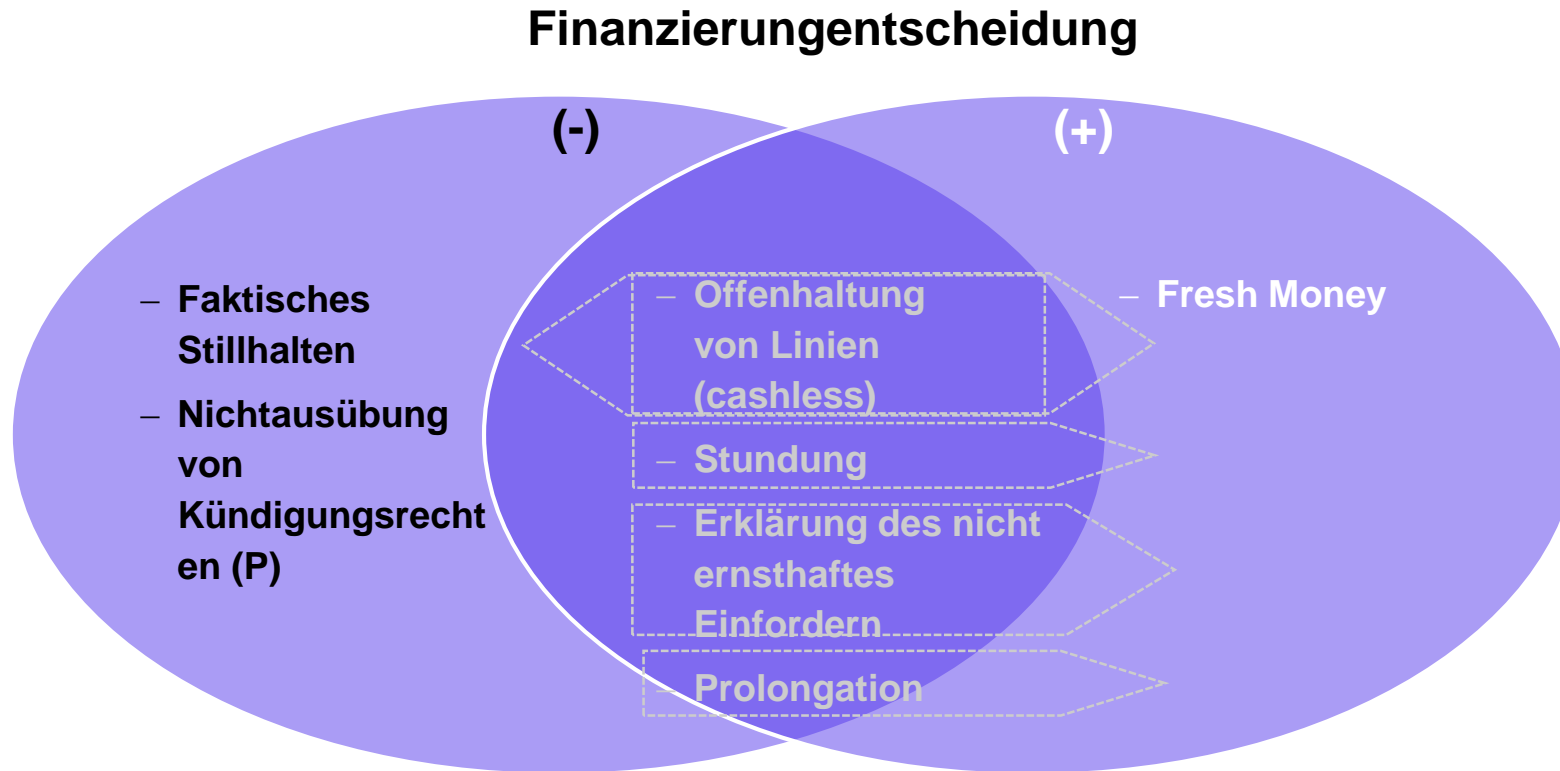 Finanzierungentscheidung
(-)
(+)
– Faktisches
Stillhalten
– Nichtausübung
von
Kündigungsrecht
en (P)
– Offenhaltung
von Linien
(cashless)
– Stundung
– Erklärung des nicht
ernsthaftes
Einfordern
– Prolongation
– Fresh Money